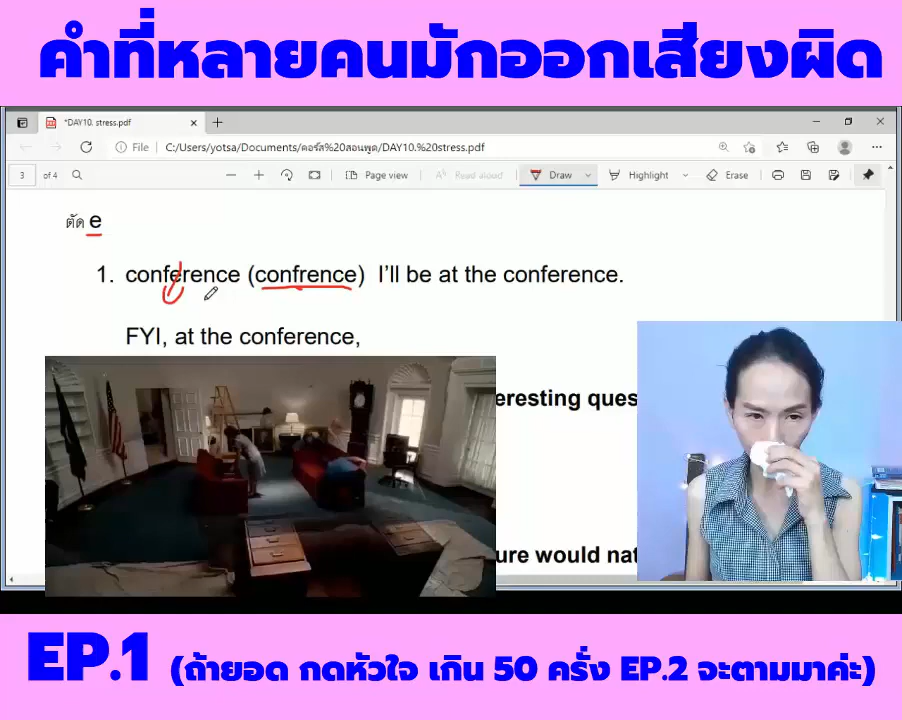 คำที่หลายคนมักออกเสียงผิด
*DAY10. stress.pdf
File C:/Users/yotsa/Documents/คอร์ส%20สอนพูด/DAY10.%20stress.pdf
3 of 4 Page view Read aloud Draw Highlight Erase
ตัด e
1. conference (confrence) I'll be at the conference.
FYI, at the conference,
eresting ques
ure would nat
EP.1 (ถ้ายอด กดหัวใจ เกิน 50 ครั้ง EP.2 จะตามมาค่ะ)